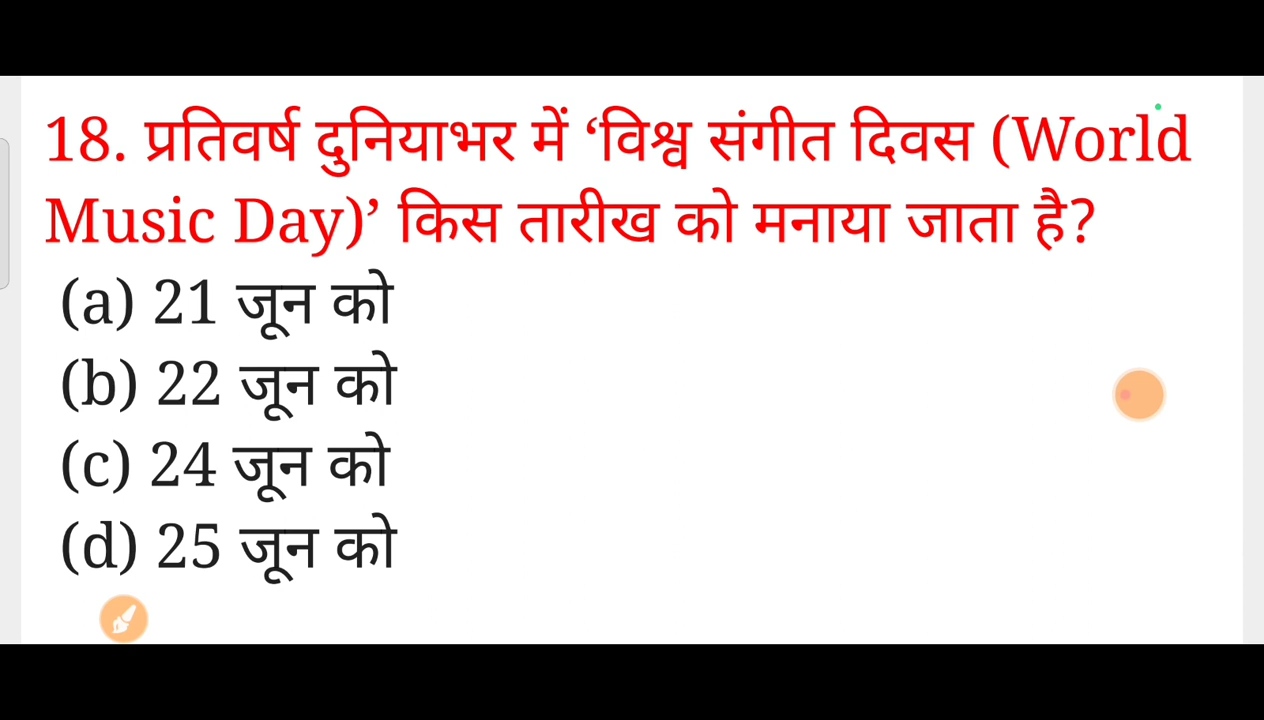 18. प्रतिवर्ष दुनियाभर में ‘विश्व संगीत दिवस (World
Music Day)’ किस तारीख को मनाया जाता है?
(a) 21 जून को
(b) 22 जून को
(c) 24 जून को
(d) 25 जून को